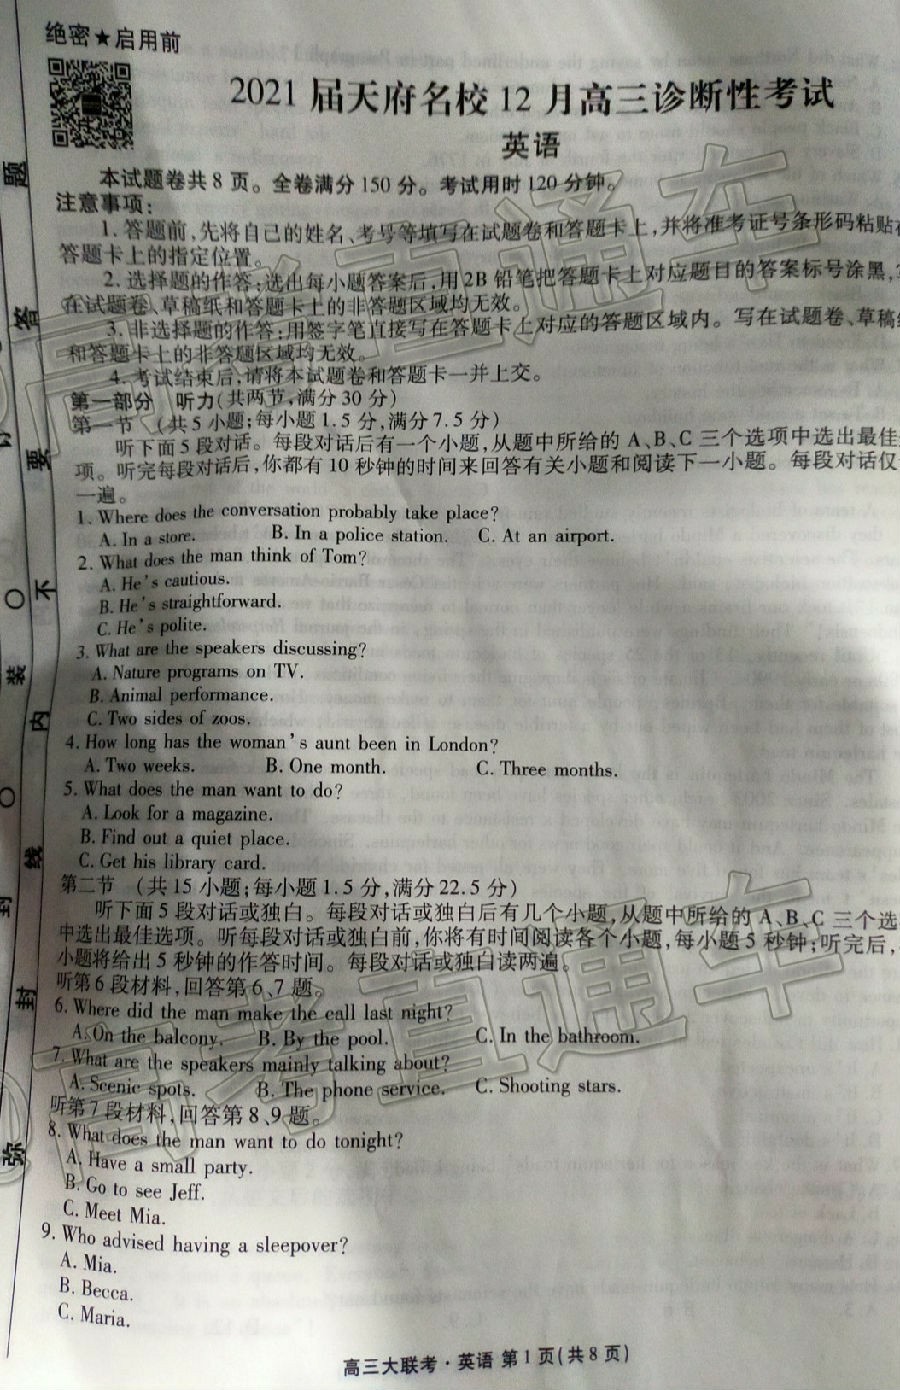 绝密★启用前
2021届天府名校12月高三诊断性考试
英语
本试题卷共8页。全卷满分150分。考试用时120分钟。
注意事项:
1.答题前,先将自己的姓名、考号等填写在试题卷和答题卡上,并将准考证号条形码粘贴在
答题卡上的指定位置。
2.选择题的作答:选出每小题答案后,用2B铅笔把答题卡上对应题目的答案标号涂黑,
在试题卷、草稿纸和答题卡上的非答题区域均无效。
3.非选择题的作答:用签字笔直接写在答题卡上对应的答题区域内。写在试题卷、草稿
和答题卡上的非答题区域均无效。
4.考试结束后,请将本试题卷和答题卡一并上交。
第一部分 听力(共两节,满分30分)
第一节 (共5小题;每小题1.5分,满分7.5分)
听下面5段对话。每段对话后有一个小题,从题中所给的A、B、C三个选项中选出最佳
项。听完每段对话后,你都有10秒钟的时间来回答有关小题和阅读下一小题。每段对话仅
一遍。
1. Where does the conversation probably take place?
A. In a store. B. In a police station. C. At an airport.
2. What does the man think of Tom?
A. He's cautious.
B. He's straightforward.
C. He's polite.
3. What are the speakers discussing?
A. Nature programs on TV.
B. Animal performance.
C. Two sides of zoos.
4. How long has the woman's aunt been in London?
A. Two weeks. B. One month. C. Three months.
5. What does the man want to do?
A. Look for a magazine.
B. Find out a quiet place.
C. Get his library card.
第二节 (共15小题;每小题1.5分,满分22.5分)
听下面5段对话或独白。每段对话或独白后有几个小题,从题中所给的A、B、C三个选
中选出最佳选项。听每段对话或独白前,你将有时间阅读各个小题,每小题5秒钟;听完后,
小题将给出5秒钟的作答时间。每段对话或独白读两遍。
听第6段材料,回答第6、7题。
6. Where did the man make the call last night?
A. On the balcony. B. By the pool. C. In the bathroom.
7. What are the speakers mainly talking about?
A. Scenic spots. B. The phone service. C. Shooting stars.
听第7段材料,回答第8、9题。
8. What does the man want to do tonight?
A. Have a small party.
B. Go to see Jeff.
C. Meet Mia.
9. Who advised having a sleepover?
A. Mia.
B. Becca.
C. Maria.
高三大联考·英语 第1页(共8页)
题
答
要
不
内
线
封
弥
装
封
@高考直通车
@高考直通车